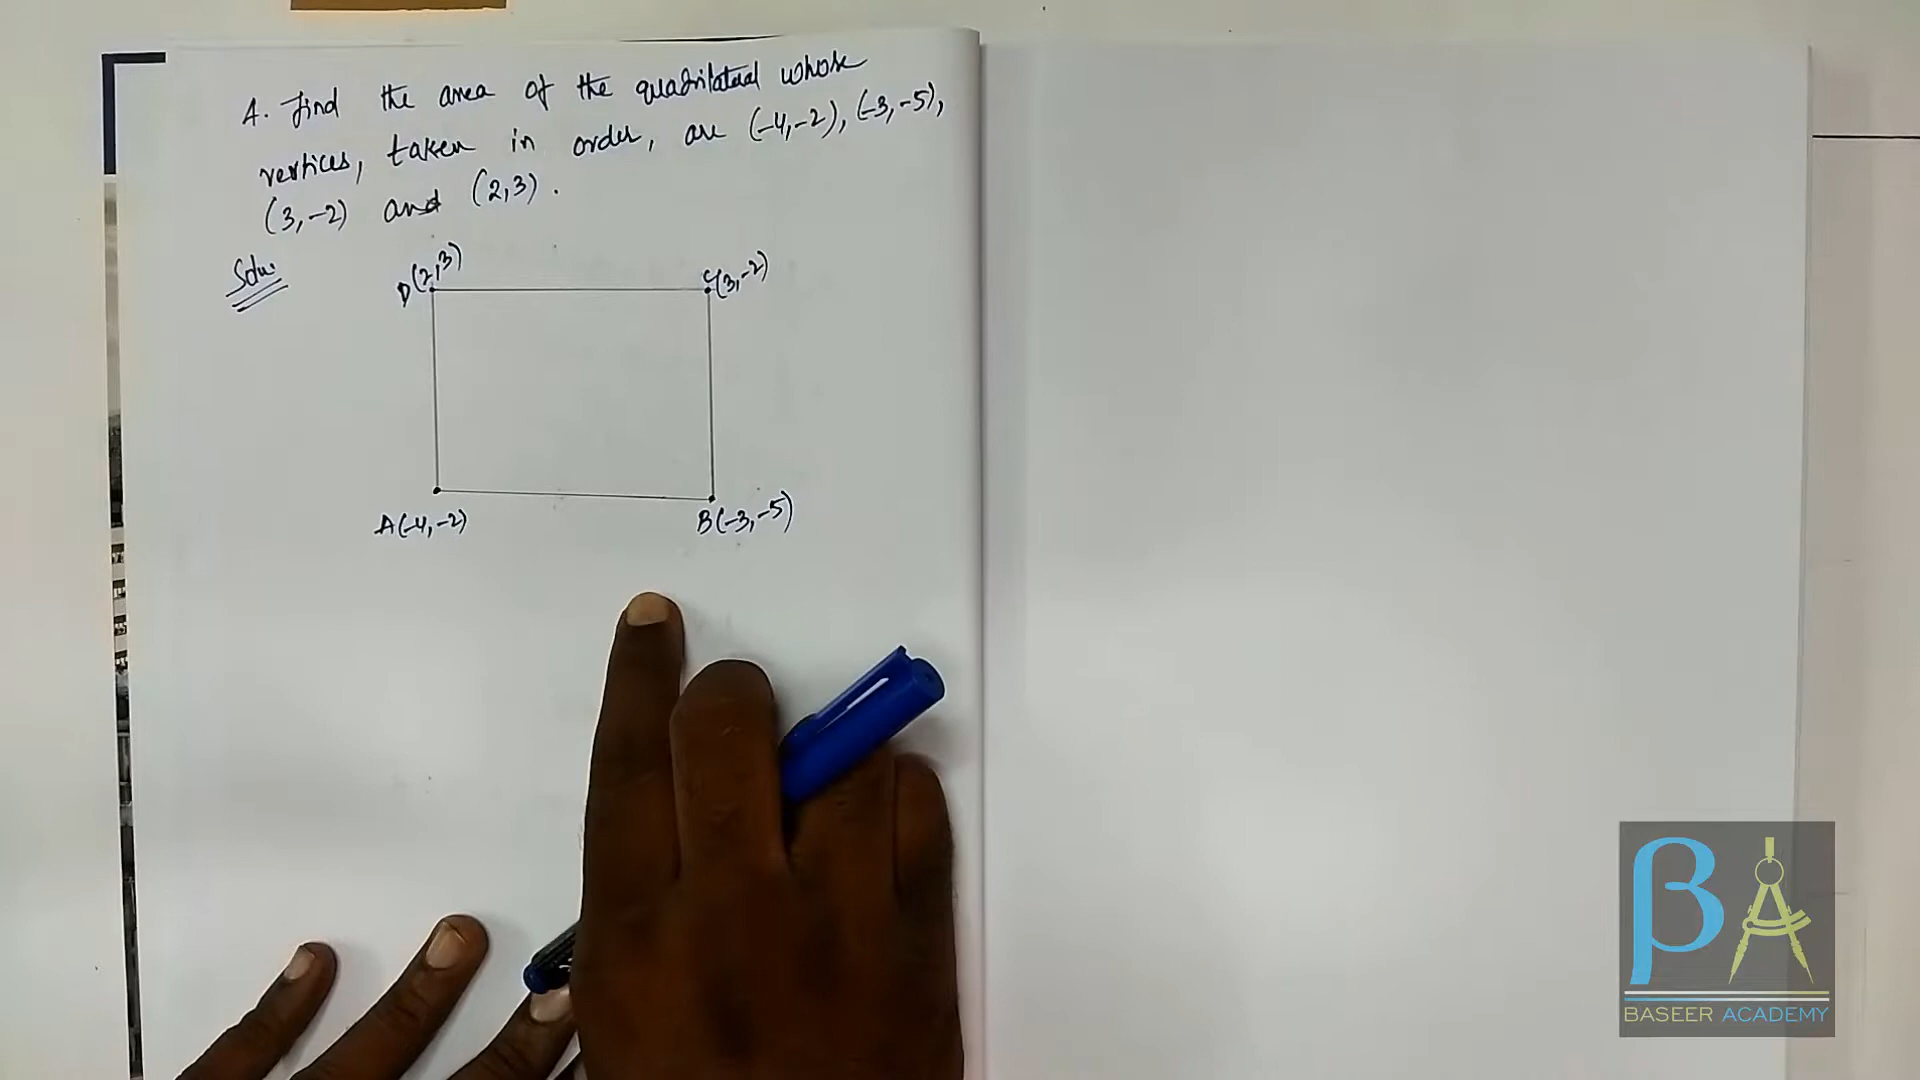 4. Find the area of the quadrilateral whose
vertices, taken in order, are (-4,-2), (-3,-5),
(3,-2) and (2,3).
Soln.
D(2,3)
C(3,-2)
A(-4,-2)
B(-3,-5)
BA
BASEER ACADEMY